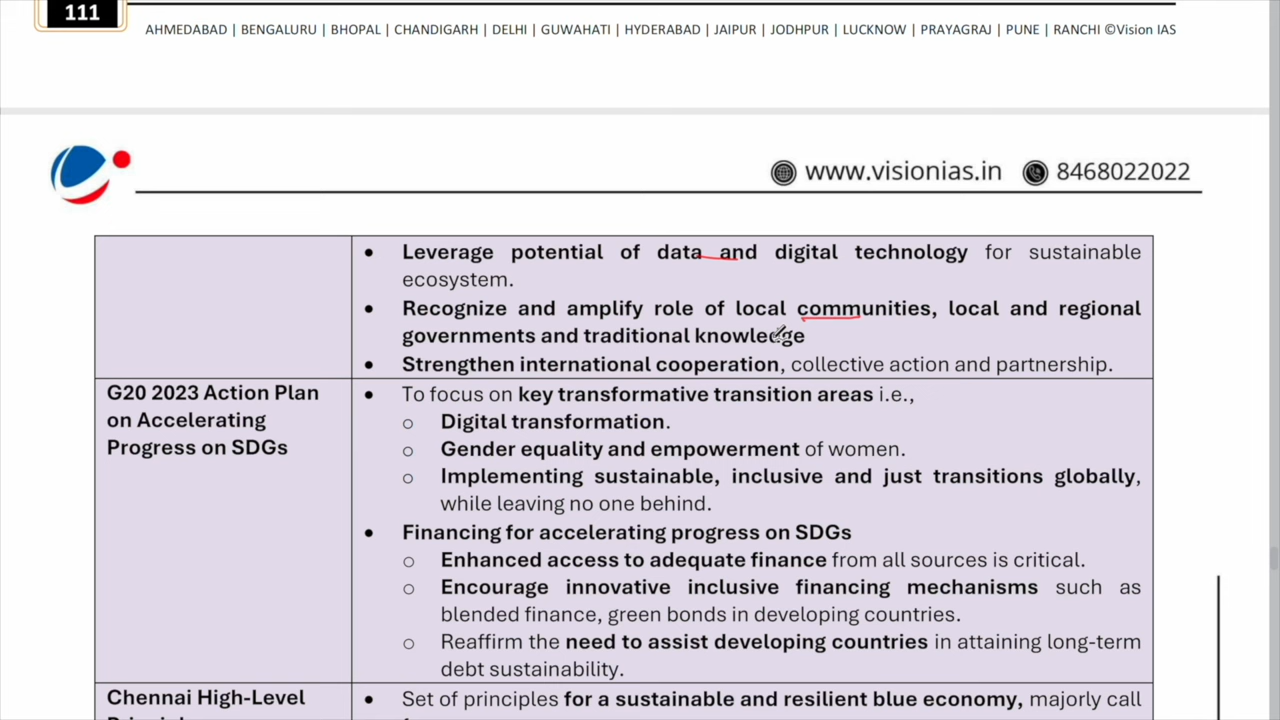 111
AHMEDABAD | BENGALURU | BHOPAL | CHANDIGARH | DELHI | GUWAHATI | HYDERABAD | JAIPUR | JODHPUR | LUCKNOW | PRAYAGRAJ | PUNE | RANCHI ©Vision IAS
www.visionias.in 8468022022
• Leverage potential of data and digital technology for sustainable
ecosystem.
• Recognize and amplify role of local communities, local and regional
governments and traditional knowledge
• Strengthen international cooperation, collective action and partnership.
G20 2023 Action Plan
on Accelerating
Progress on SDGs
• To focus on key transformative transition areas i.e.,
o Digital transformation.
o Gender equality and empowerment of women.
o Implementing sustainable, inclusive and just transitions globally,
while leaving no one behind.
• Financing for accelerating progress on SDGs
o Enhanced access to adequate finance from all sources is critical.
o Encourage innovative inclusive financing mechanisms such as
blended finance, green bonds in developing countries.
o Reaffirm the need to assist developing countries in attaining long-term
debt sustainability.
Chennai High-Level
• Set of principles for a sustainable and resilient blue economy, majorly call